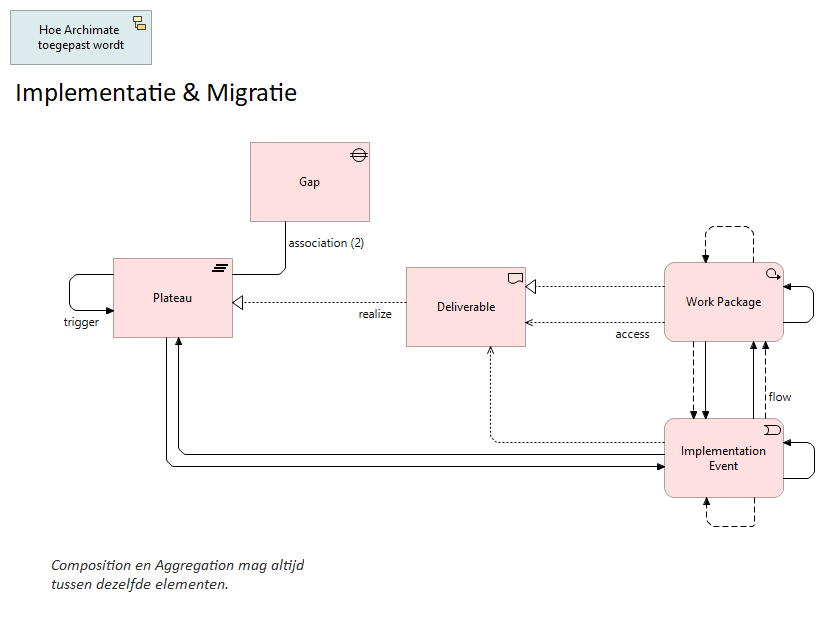 Hoe Archimate
toegepast wordt
Implementatie & Migratie
Gap
association (2)
Plateau
trigger
realize
Deliverable
Work Package
access
flow
Implementation
Event
Composition en Aggregation mag altijd
tussen dezelfde elementen.